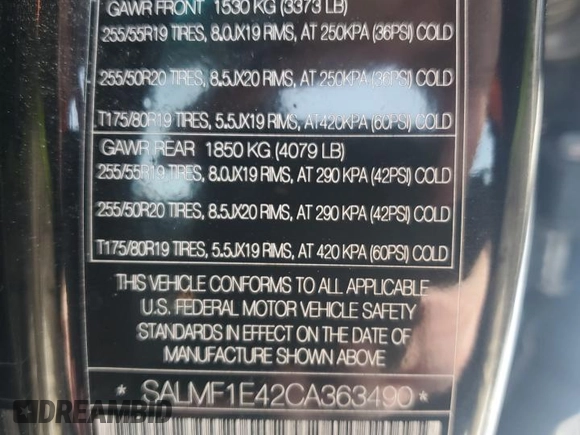 GAWR FRONT 1530 KG (3373 LB)
255/55R19 TIRES, 8.0JX19 RIMS, AT 250KPA (36PSI) COLD
255/50R20 TIRES, 8.5JX20 RIMS, AT 250KPA (36PSI) COLD
T175/80R19 TIRES, 5.5JX19 RIMS, AT420KPA (60PSI) COLD
GAWR REAR 1850 KG (4079 LB)
255/55R19 TIRES, 8.0JX19 RIMS, AT 290 KPA (42PSI) COLD
255/50R20 TIRES, 8.5JX20 RIMS, AT 290 KPA (42PSI) COLD
T175/80R19 TIRES, 5.5JX19 RIMS, AT 420 KPA (60PSI) COLD
THIS VEHICLE CONFORMS TO ALL APPLICABLE
U.S. FEDERAL MOTOR VEHICLE SAFETY
STANDARDS IN EFFECT ON THE DATE OF
MANUFACTURE SHOWN ABOVE
* SALMF1E42CA363490 *
DREAMBID